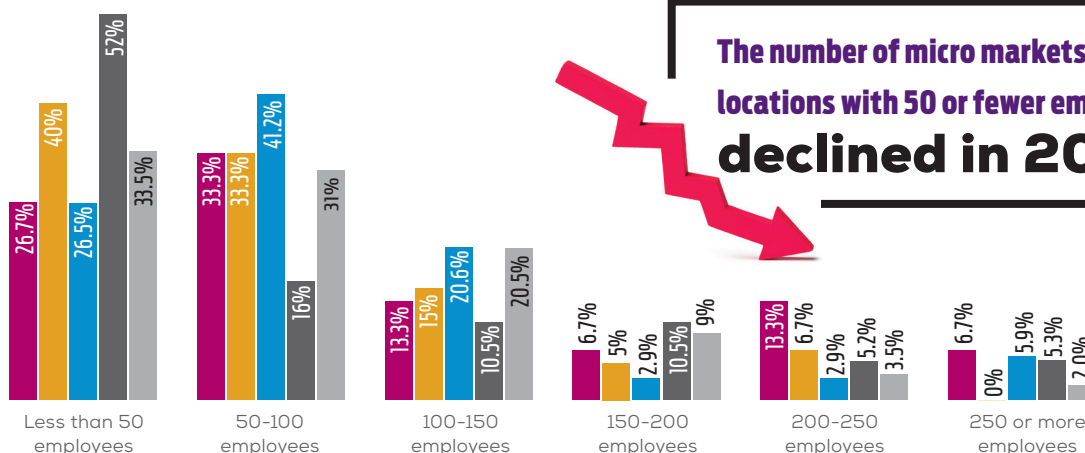 The number of micro markets
locations with 50 or fewer em
declined in 20
26.7% 40% 26.5% 52% 33.5%
33.3% 33.3% 41.2% 16% 31%
13.3% 15% 20.6% 10.5% 20.5%
6.7% 5% 2.9% 10.5% 9%
13.3% 6.7% 2.9% 5.2% 3.5%
6.7% 0% 5.9% 5.3% 2.0%
Less than 50
employees
50-100
employees
100-150
employees
150-200
employees
200-250
employees
250 or more
employees